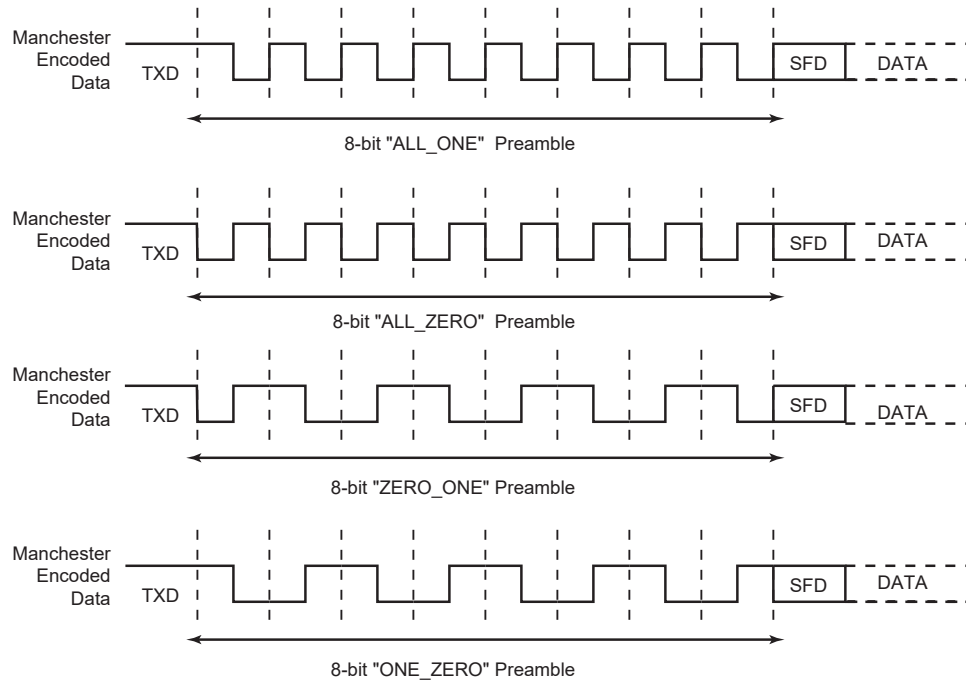 Manchester
Encoded
Data
TXD
SFD
DATA
8-bit "ALL_ONE" Preamble
Manchester
Encoded
Data
TXD
SFD
DATA
8-bit "ALL_ZERO" Preamble
Manchester
Encoded
Data
TXD
SFD
DATA
8-bit "ZERO_ONE" Preamble
Manchester
Encoded
Data
TXD
SFD
DATA
8-bit "ONE_ZERO" Preamble